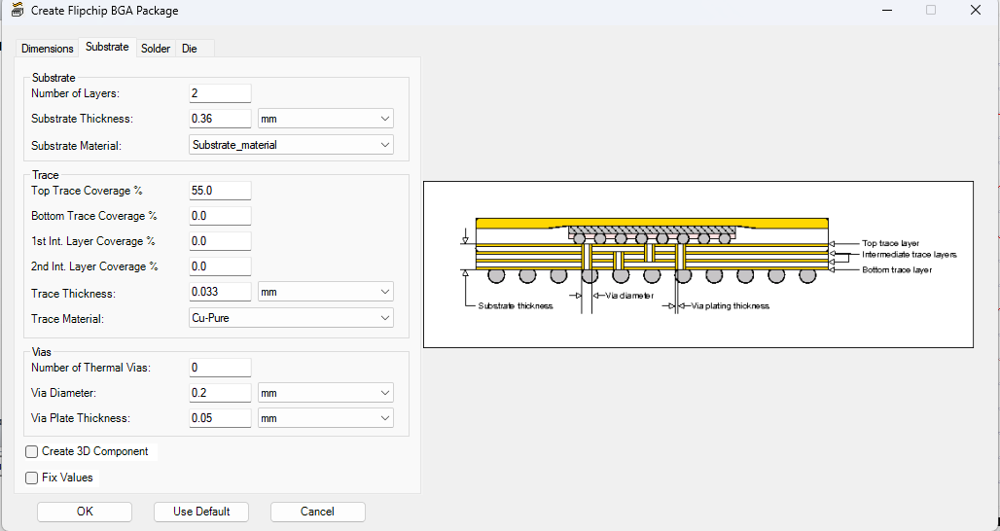 Create Flipchip BGA Package
Dimensions Substrate Solder Die
Substrate
Number of Layers: 2
Substrate Thickness: 0.36 mm
Substrate Material: Substrate_material
Trace
Top Trace Coverage % 55.0
Bottom Trace Coverage % 0.0
1st Int. Layer Coverage % 0.0
2nd Int. Layer Coverage % 0.0
Trace Thickness: 0.033 mm
Trace Material: Cu-Pure
Vias
Number of Thermal Vias: 0
Via Diameter: 0.2 mm
Via Plate Thickness: 0.05 mm
Create 3D Component
Fix Values
OK Use Default Cancel
Top trace layer
Intermediate trace layers
Bottom trace layer
Via diameter
Substrate thickness
Via plating thickness